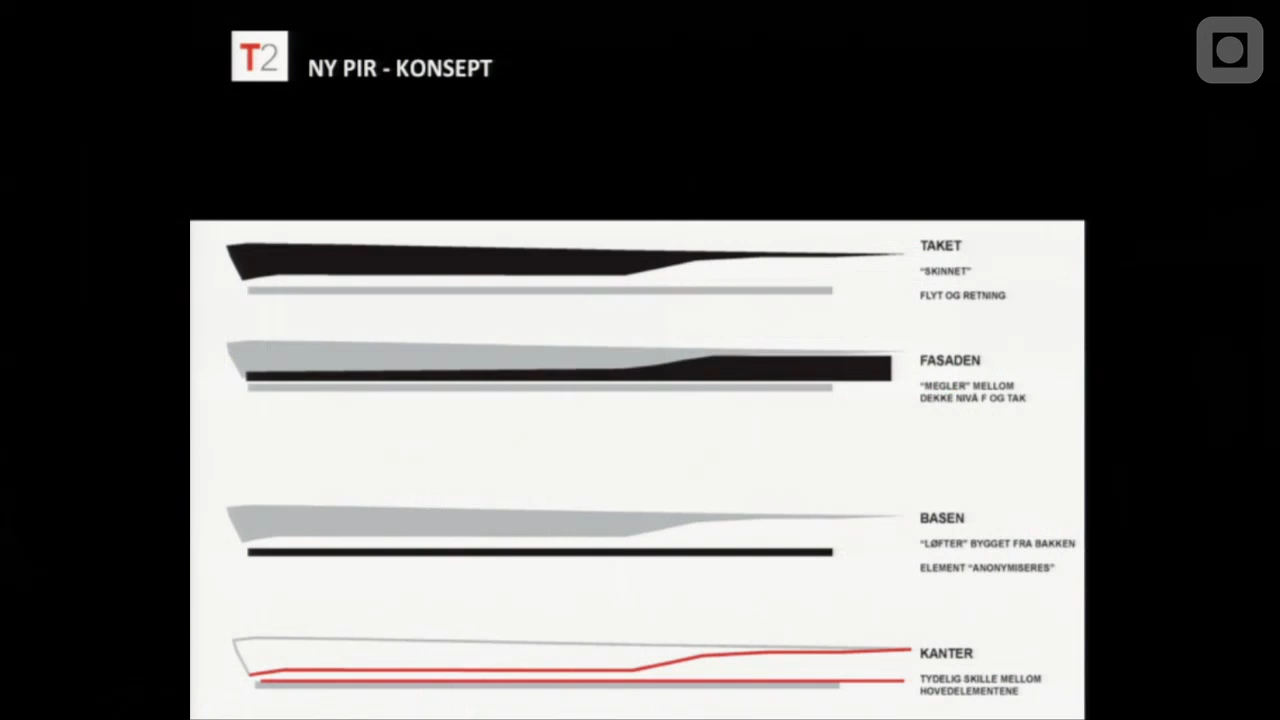 T2
NY PIR - KONSEPT
TAKET
“SKINNET”
FLYT OG RETNING
FASADEN
“MEGLER” MELLOM
DEKKE NIVÅ F OG TAK
BASEN
“LØFTER” BYGGET FRA BAKKEN
ELEMENT “ANONYMISERES”
KANTER
TYDELIG SKILLE MELLOM
HOVEDELEMENTENE